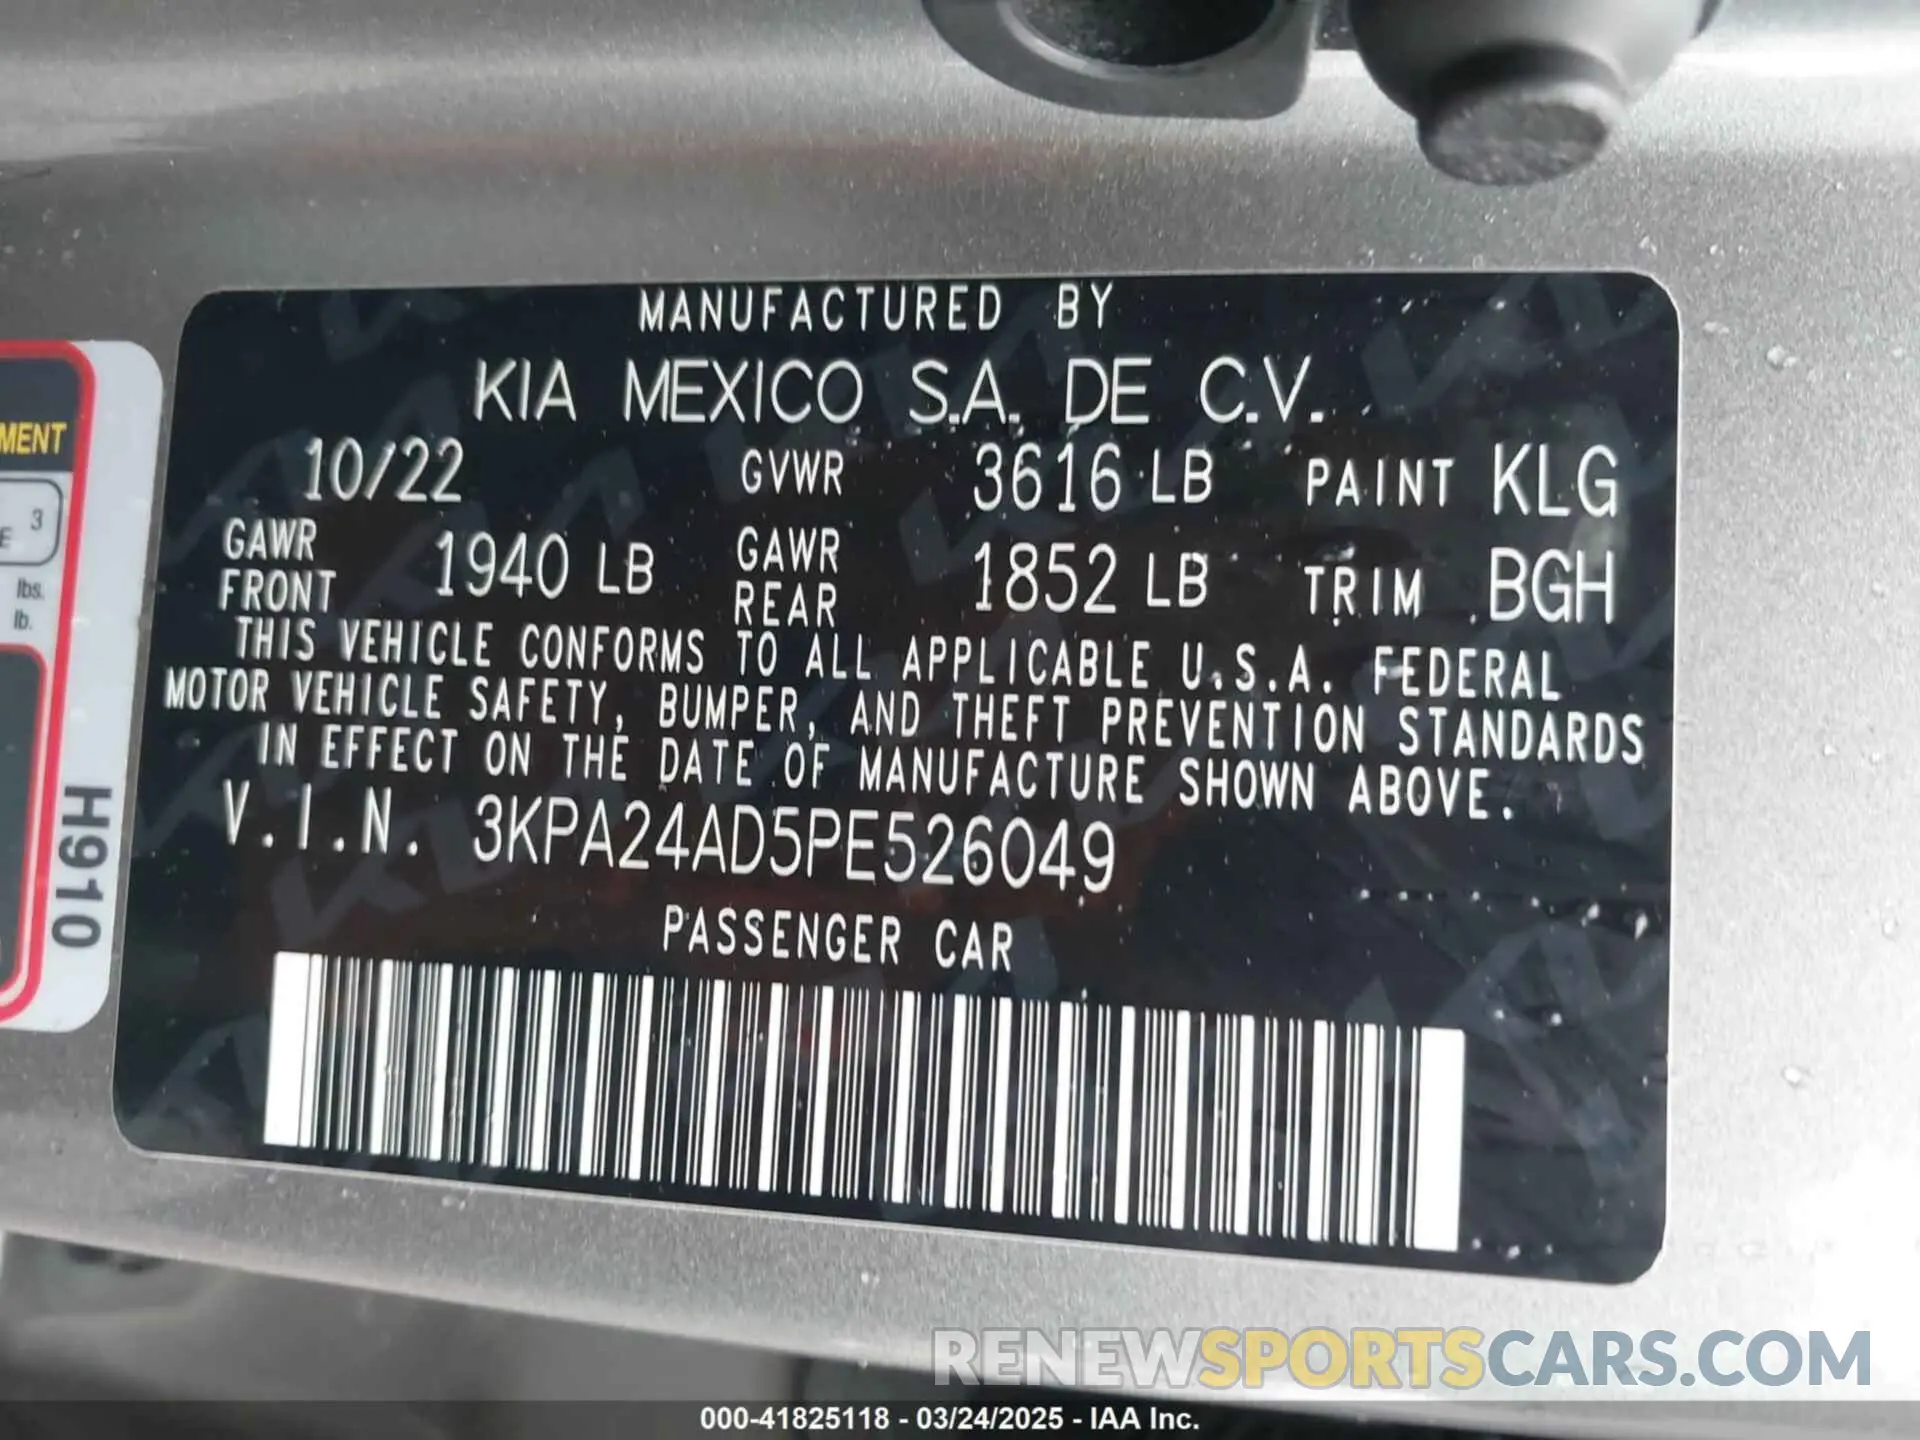 MANUFACTURED BY
KIA MEXICO S.A. DE C.V.
10/22 GVWR 3616 LB PAINT KLG
GAWR FRONT 1940 LB GAWR REAR 1852 LB TRIM BGH
THIS VEHICLE CONFORMS TO ALL APPLICABLE U.S.A. FEDERAL
MOTOR VEHICLE SAFETY, BUMPER, AND THEFT PREVENTION STANDARDS
IN EFFECT ON THE DATE OF MANUFACTURE SHOWN ABOVE.
V.I.N. 3KPA24AD5PE526049
PASSENGER CAR
MENT
3
E
lbs.
lb.
H910
RENEWSPORTSCARS.COM
000-41825118 - 03/24/2025 - IAA Inc.